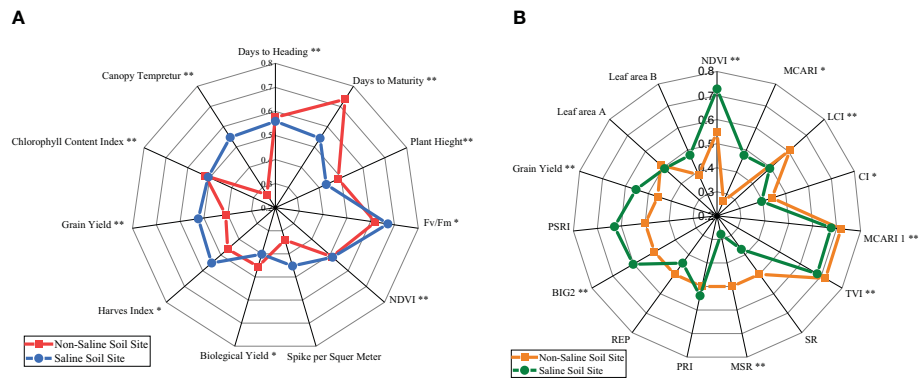 A
Days to Heading **
Days to Maturity **
Plant Hieght**
Fv/Fm *
NDVI **
Spike per Squer Meter
Biological Yield *
Harves Index *
Grain Yield **
Chlorophyll Content Index **
Canopy Tempretur **
0.8
0.7
0.6
0.5
0.4
0.3
Non-Saline Soil Site
Saline Soil Site
B
NDVI **
MCARI *
LCI **
CI *
MCARI 1 **
TVI **
SR
MSR **
PRI
REP
BIG2 **
PSRI
Grain Yield **
Leaf area A
Leaf area B
0.8
0.7
0.6
0.5
0.4
0.3
0.2
Non-Saline Soil Site
Saline Soil Site